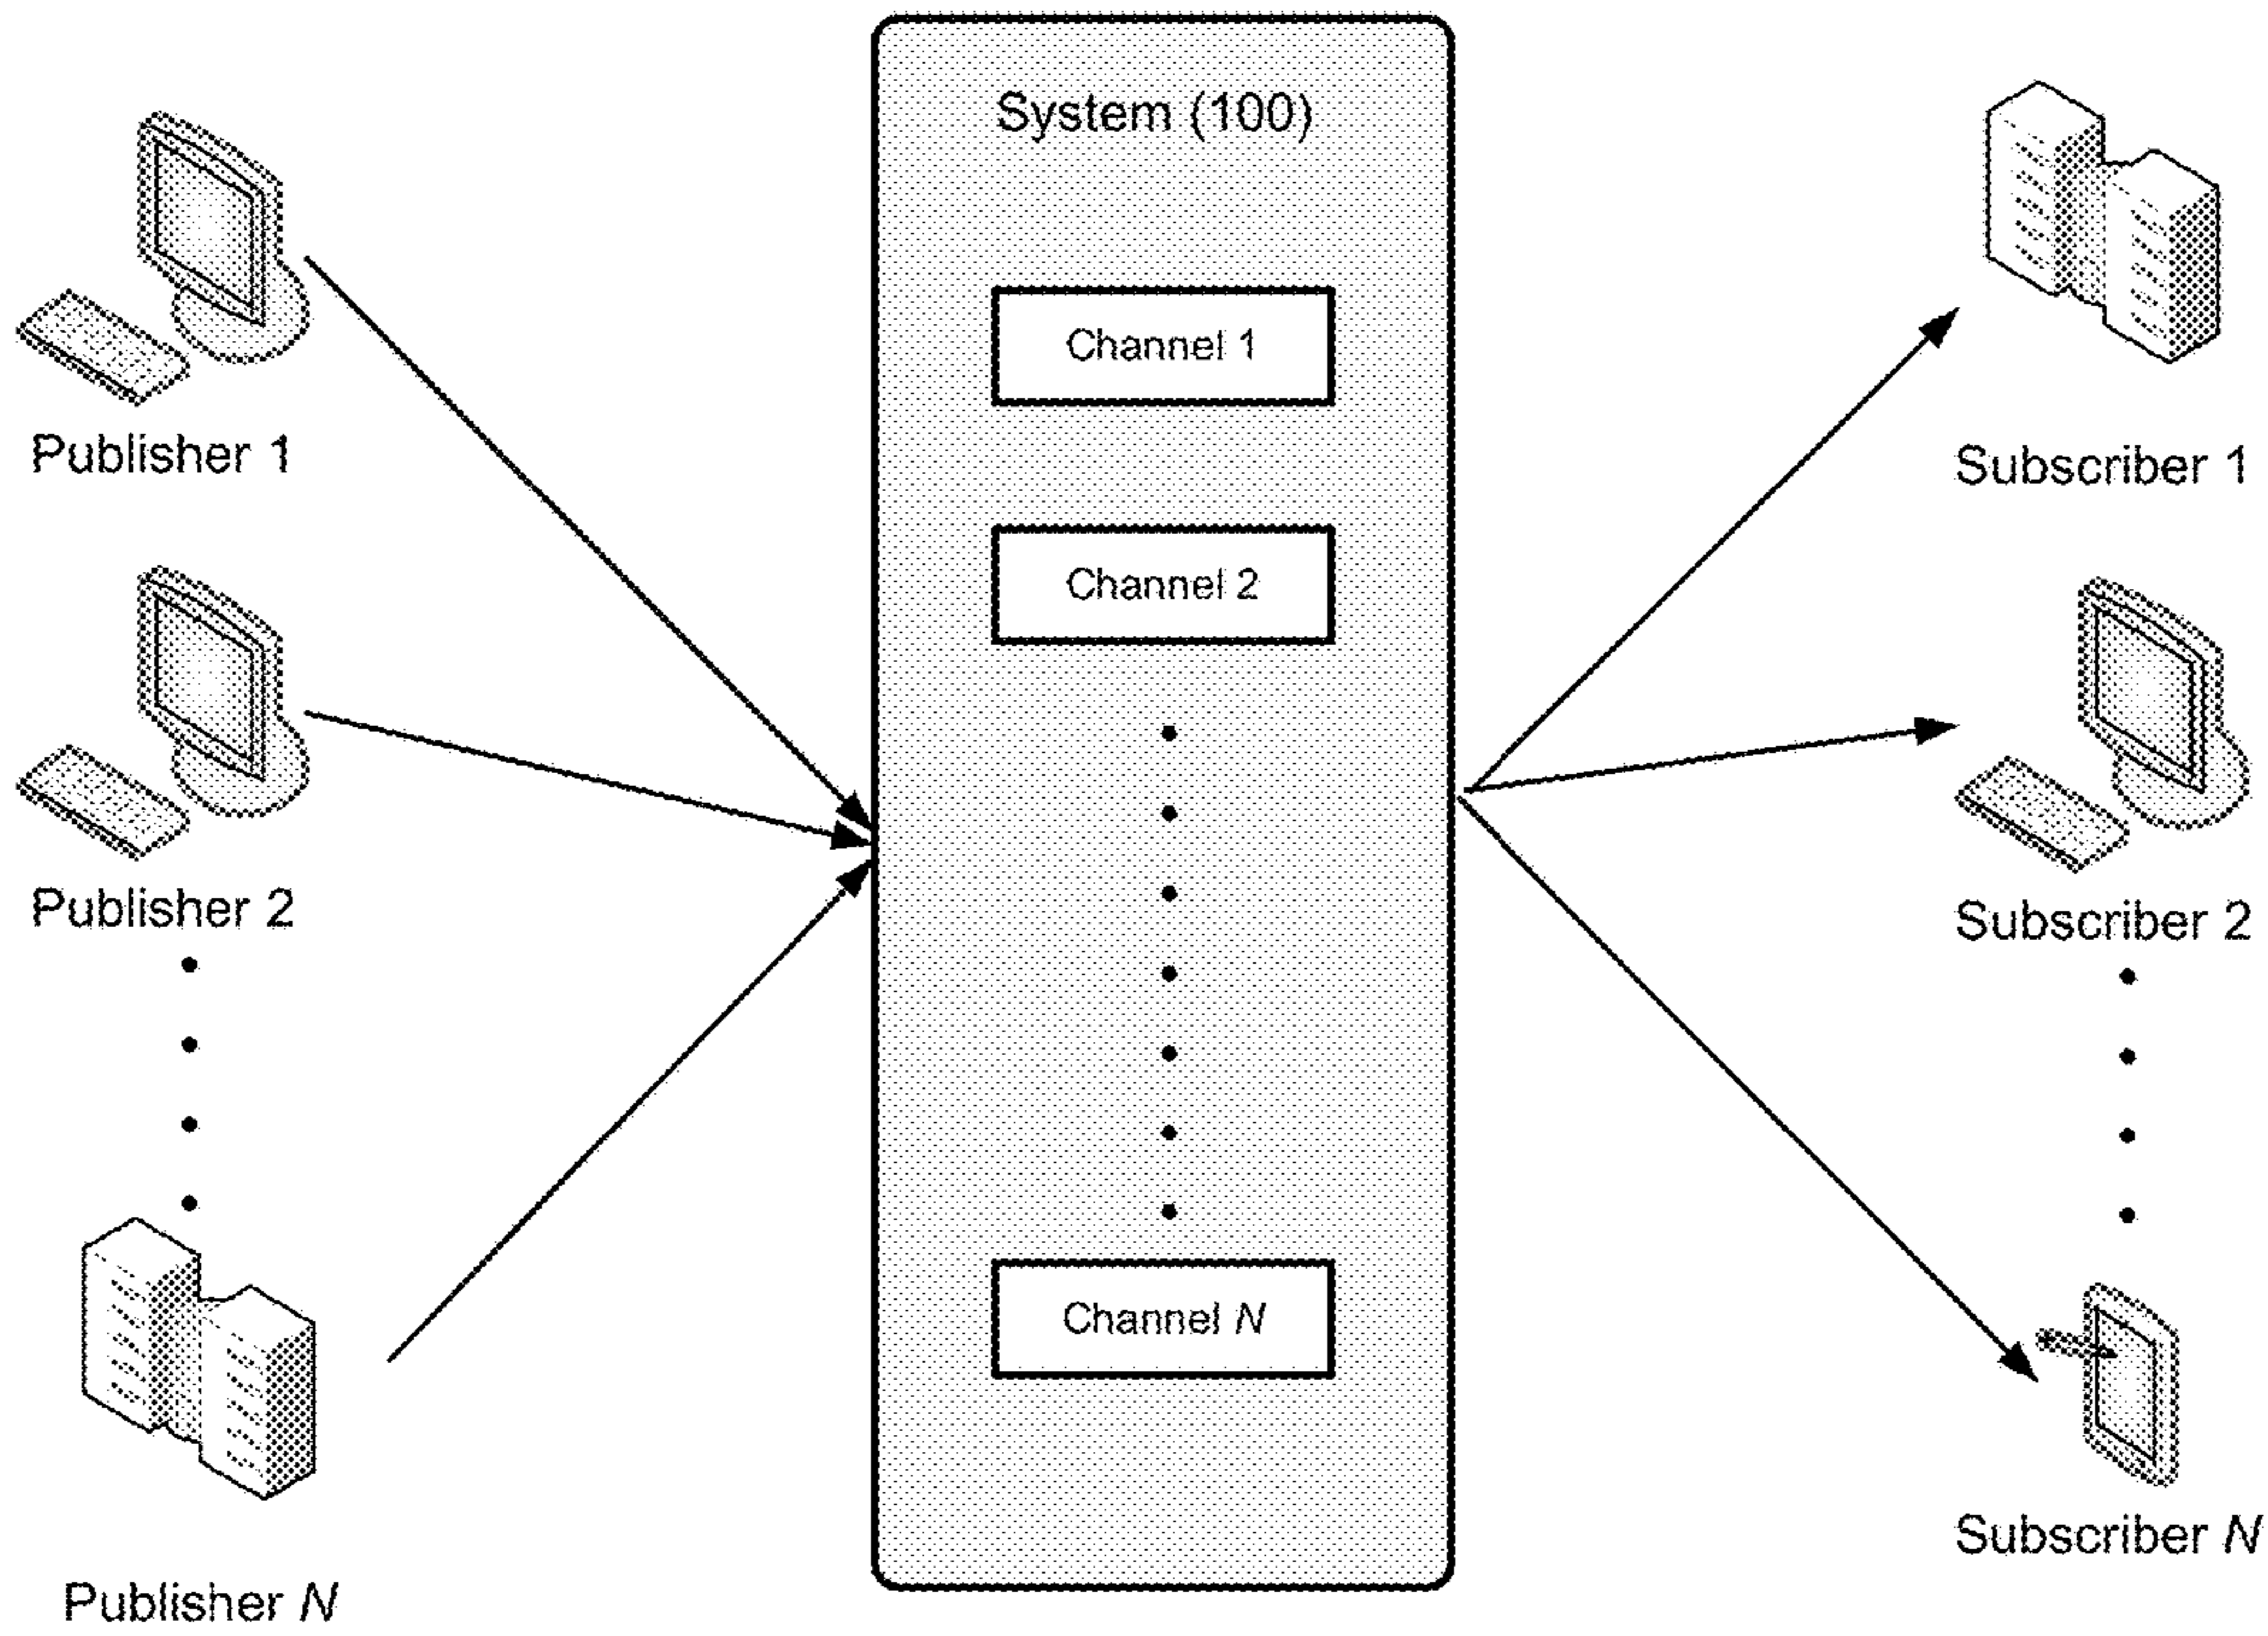 System (100)
Publisher 1
Publisher 2
Publisher N
Channel 1
Channel 2
Channel N
Subscriber 1
Subscriber 2
Subscriber N